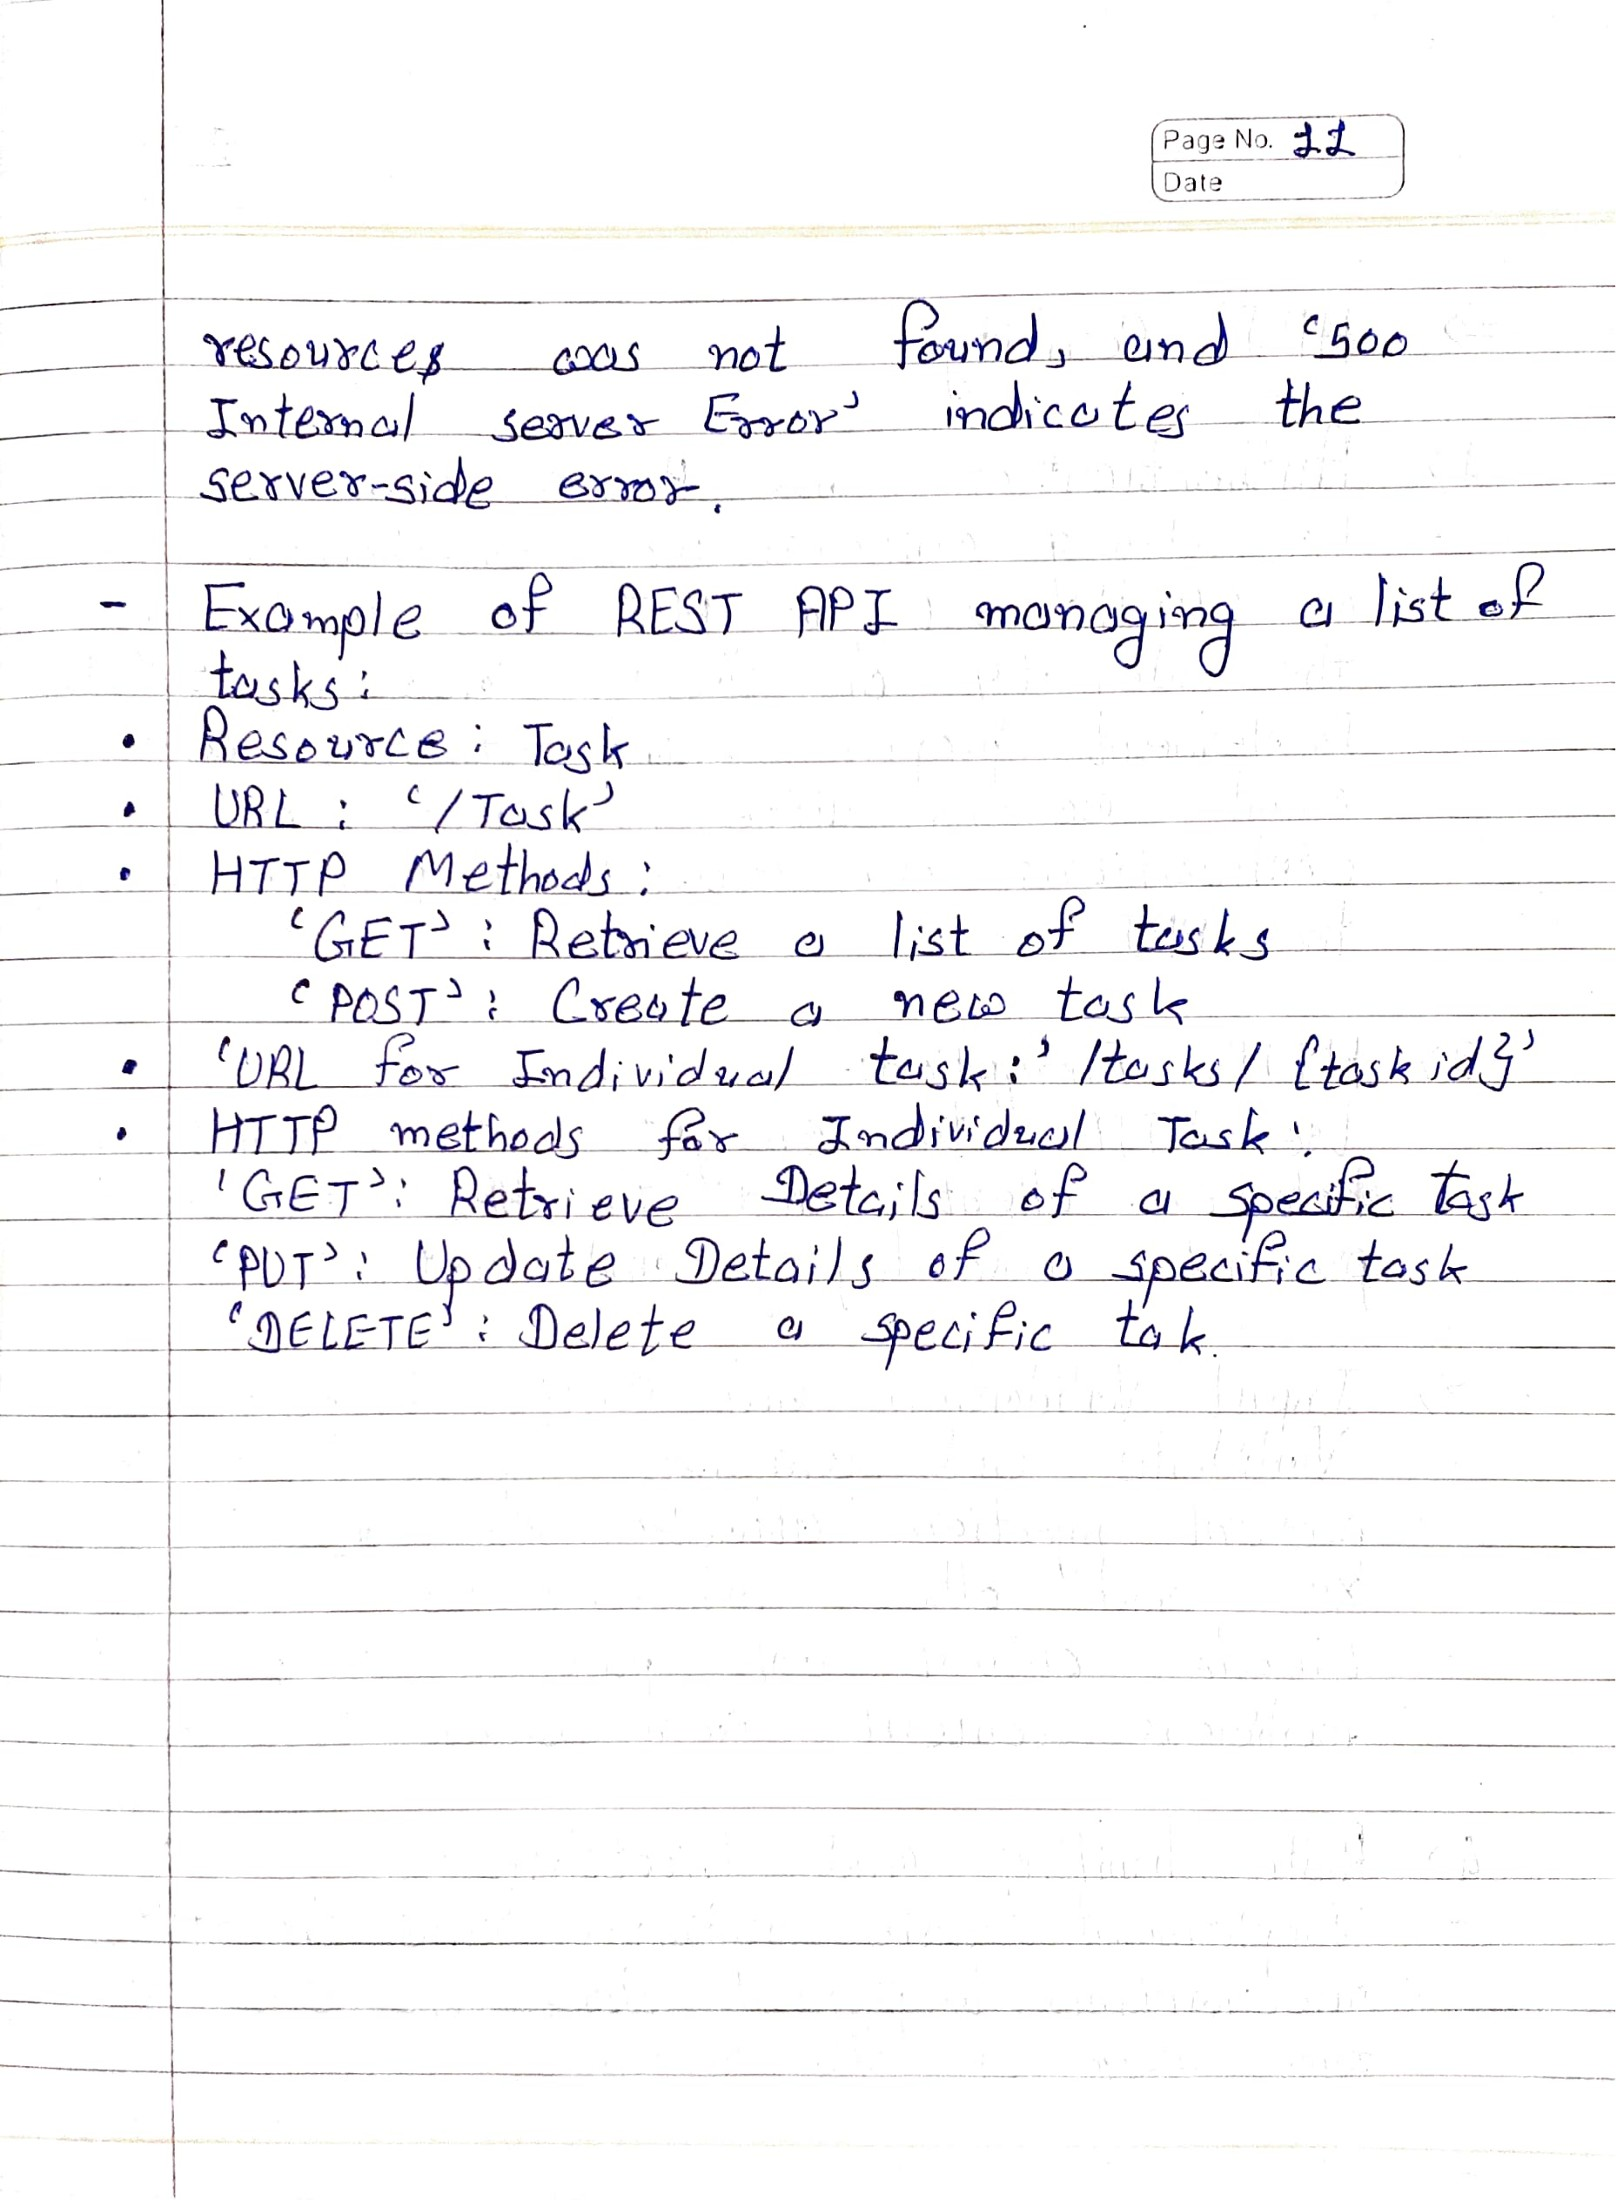 Page No. 11
Date
resources was not found, and '500
Internal server Error' indicates the
server-side error.
- Example of REST API managing a list of
tasks:
• Resource: Task
• URL: '/Task'
• HTTP Methods:
'GET': Retrieve a list of tasks
'POST': Create a new task
• 'URL for Individual task:' /tasks/{task id}'
• HTTP methods for Individual Task:
'GET': Retrieve Details of a specific Task
'PUT': Update Details of a specific task
'DELETE': Delete a specific tak.